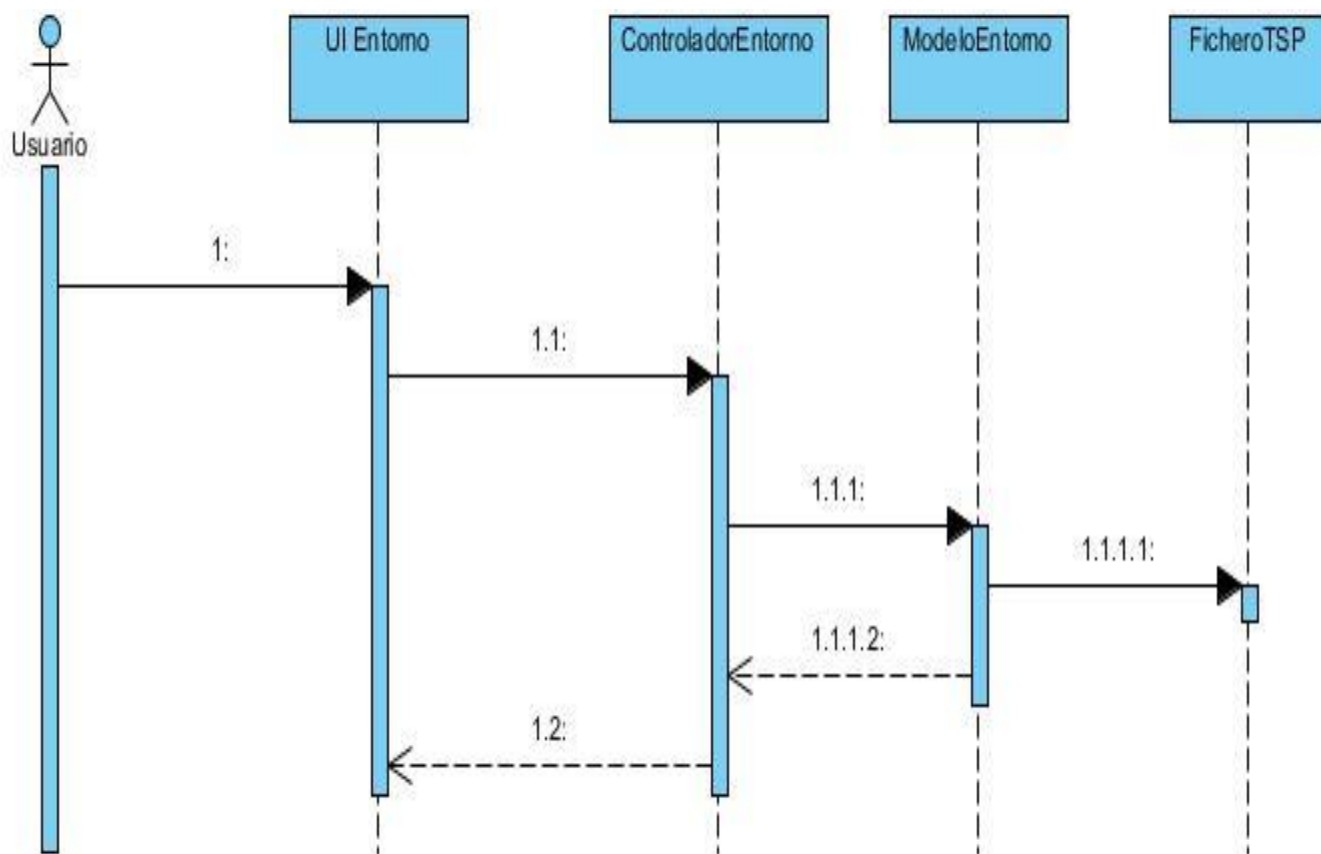 UI Entorno
ControladorEntorno
ModeloEntorno
FicheroTSP
Usuario
1:
1.1:
1.1.1:
1.1.1.1:
1.1.1.2:
1.2: